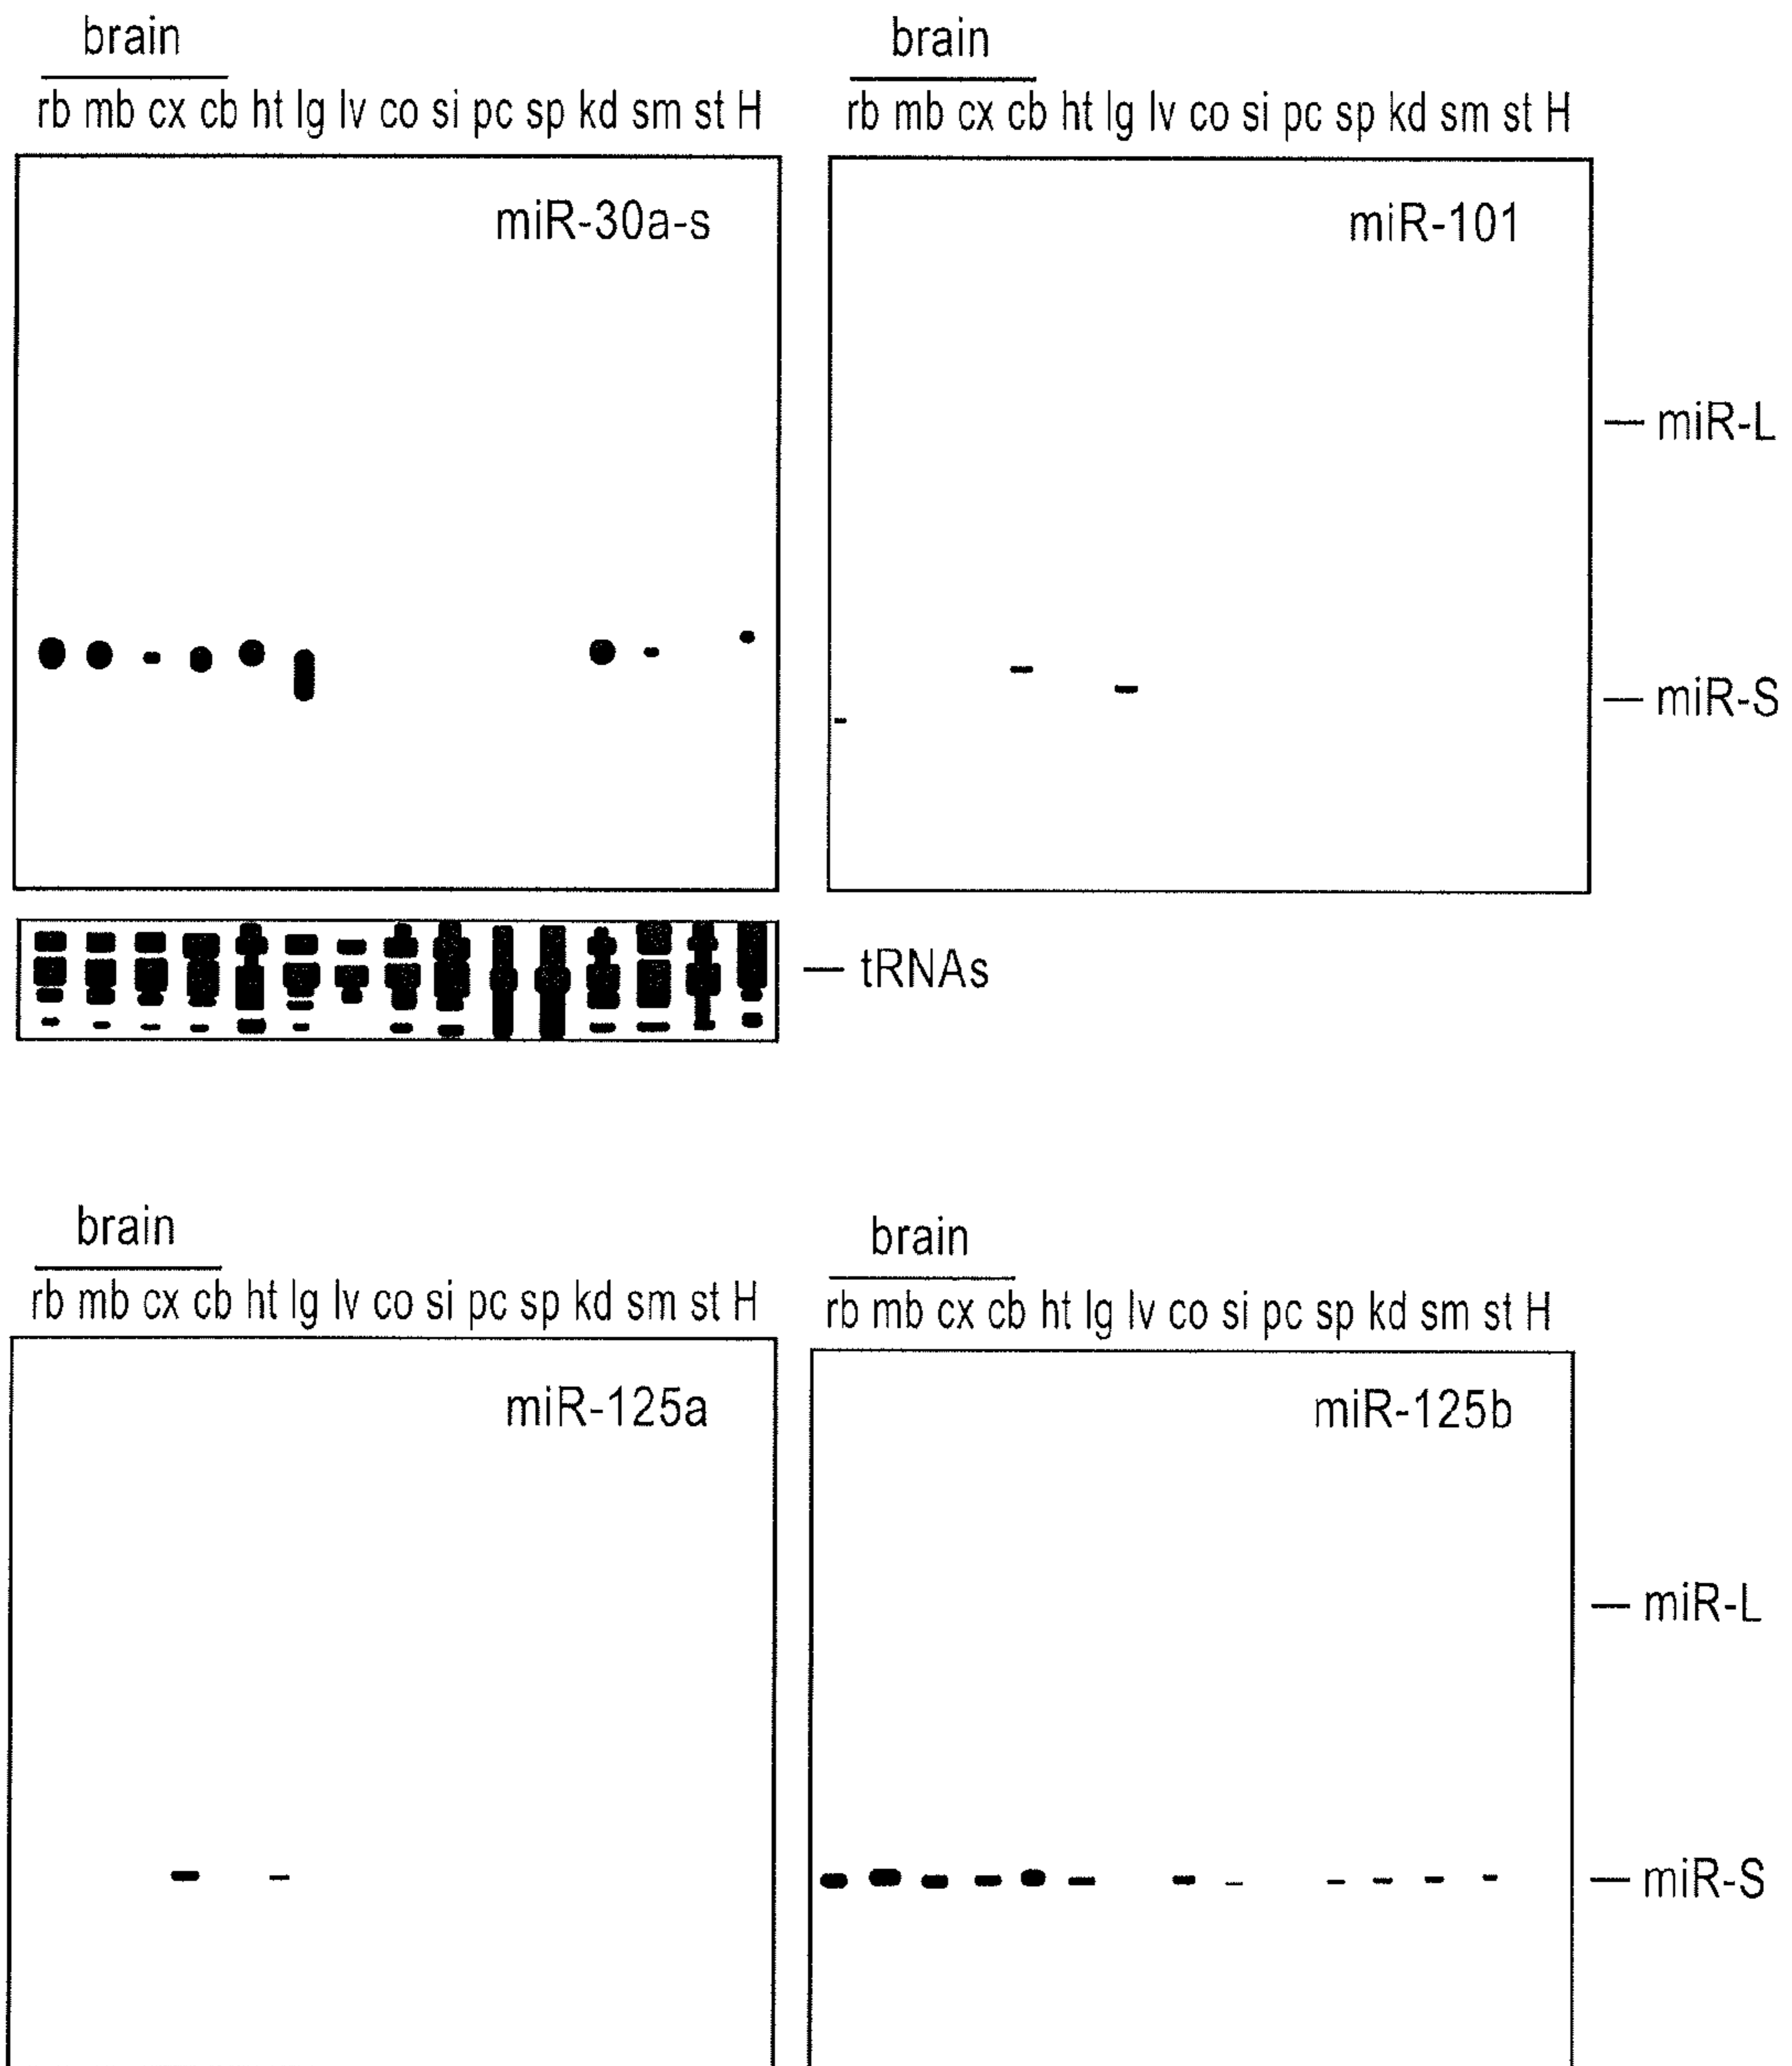 brain
rb mb cx cb ht lg lv co si pc sp kd sm st H
miR-30a-s
brain
rb mb cx cb ht lg lv co si pc sp kd sm st H
miR-101
— miR-L
— miR-S
— tRNAs
brain
rb mb cx cb ht lg lv co si pc sp kd sm st H
miR-125a
brain
rb mb cx cb ht lg lv co si pc sp kd sm st H
miR-125b
— miR-L
— miR-S